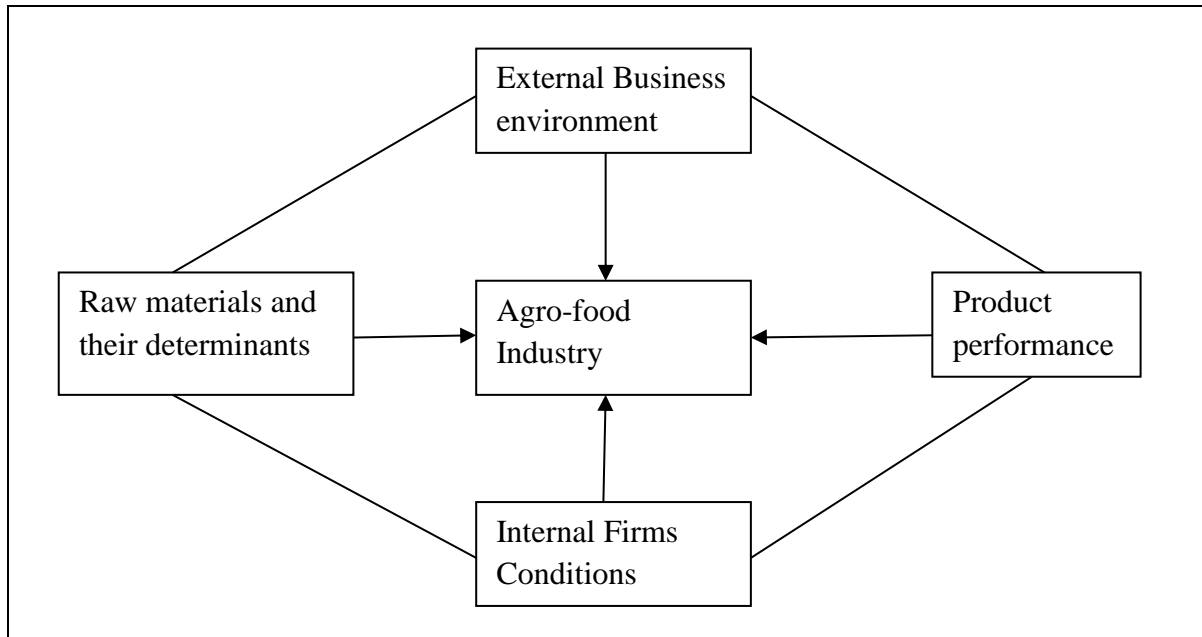 External Business
environment
Raw materials and
their determinants
Agro-food
Industry
Product
performance
Internal Firms
Conditions